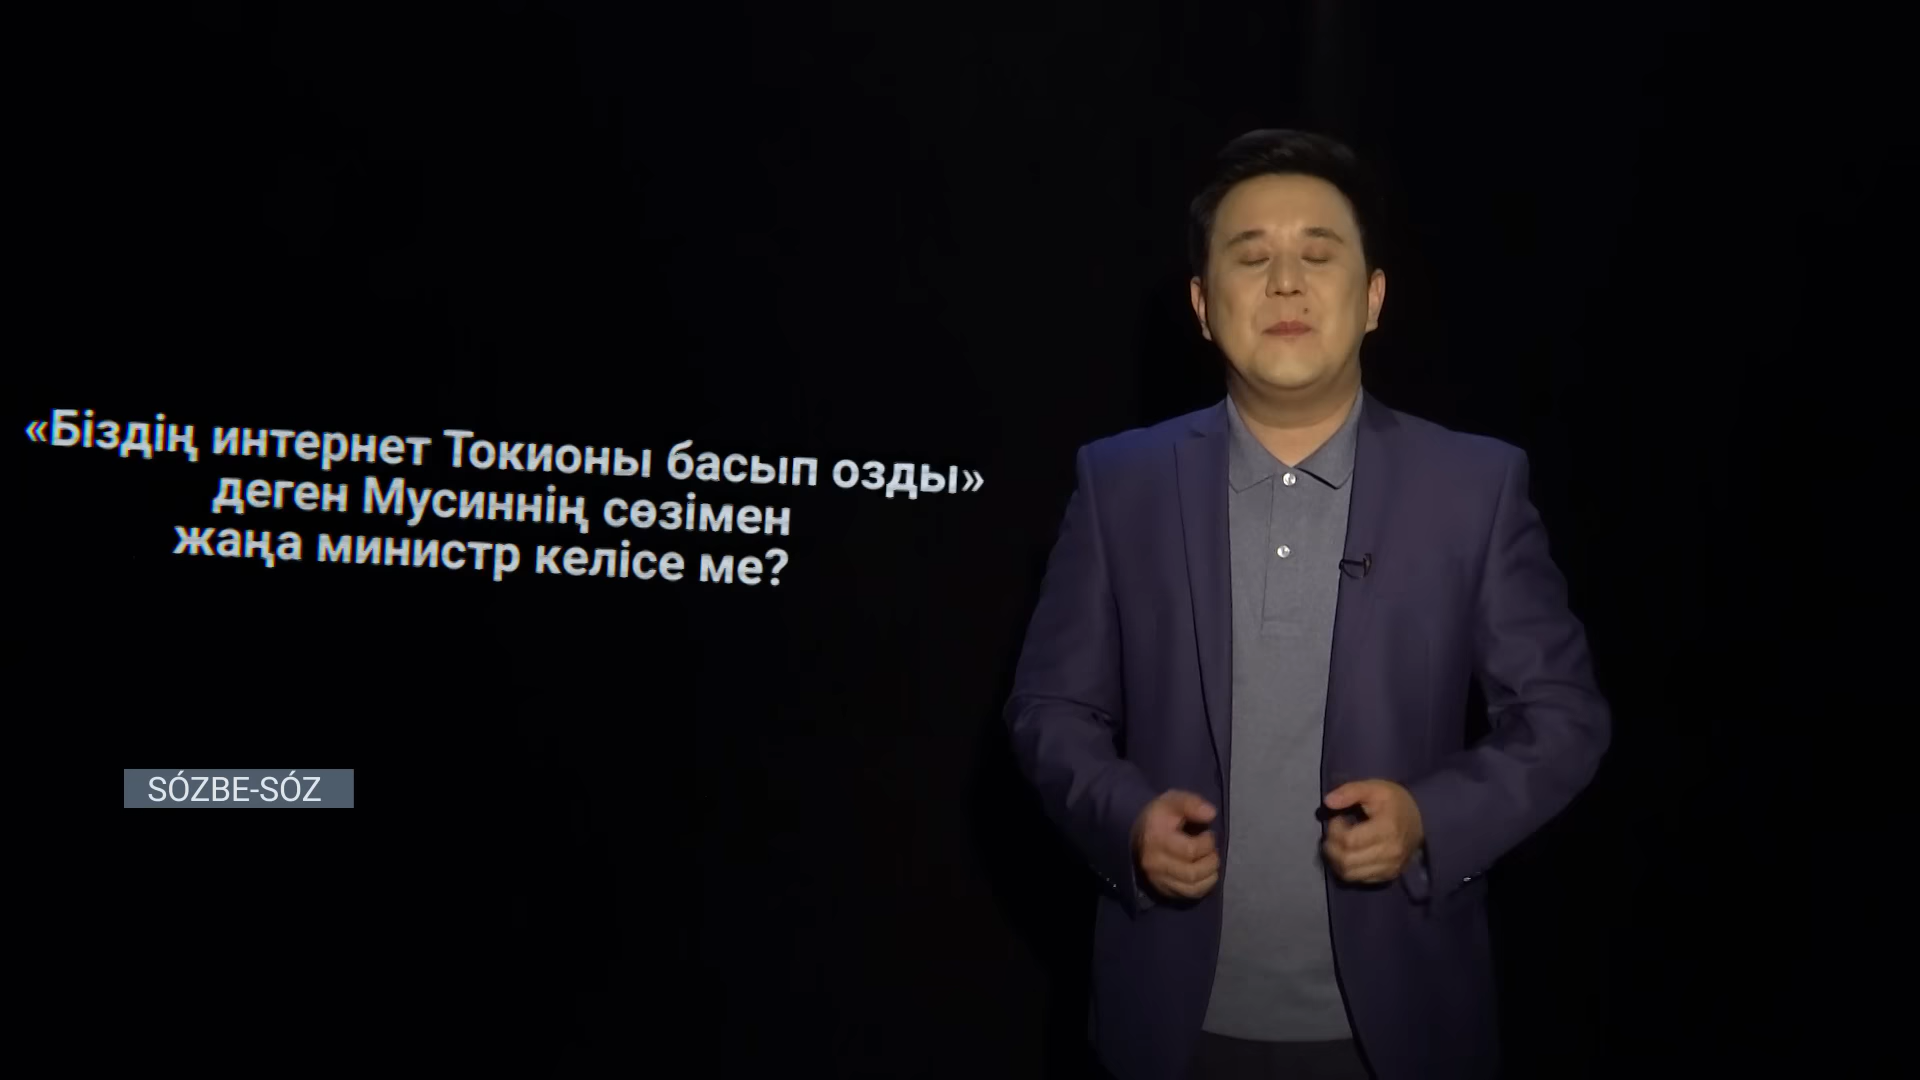 «Біздің интернет Токионы басып озды»
деген Мусиннің сөзімен
жаңа министр келісе ме?
SÓZBE-SÓZ